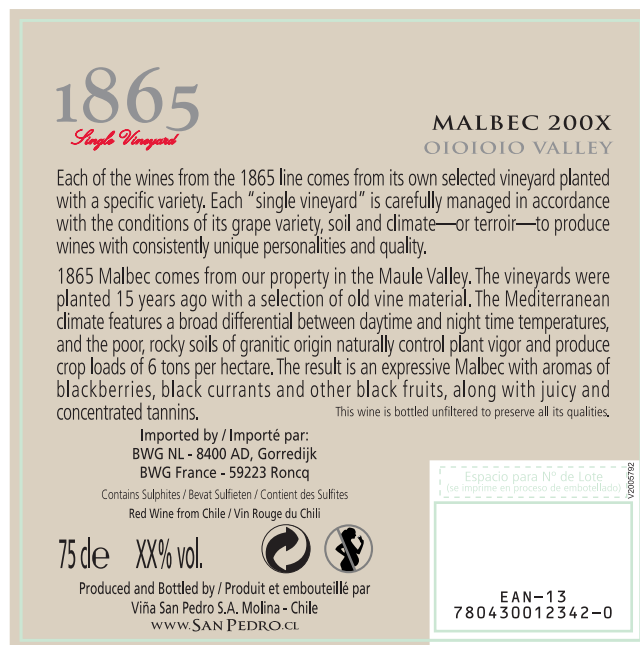 1865
Single Vineyard
MALBEC 200X
OIOIOIO VALLEY
Each of the wines from the 1865 line comes from its own selected vineyard planted
with a specific variety. Each “single vineyard” is carefully managed in accordance
with the conditions of its grape variety, soil and climate—or terroir—to produce
wines with consistently unique personalities and quality.
1865 Malbec comes from our property in the Maule Valley. The vineyards were
planted 15 years ago with a selection of old vine material. The Mediterranean
climate features a broad differential between daytime and night time temperatures,
and the poor, rocky soils of granitic origin naturally control plant vigor and produce
crop loads of 6 tons per hectare. The result is an expressive Malbec with aromas of
blackberries, black currants and other black fruits, along with juicy and
concentrated tannins.
This wine is bottled unfiltered to preserve all its qualities.
Imported by / Importé par:
BWG NL - 8400 AD, Gorredijk
BWG France - 59223 Roncq
Contains Sulphites / Bevat Sulfieten / Contient des Sulfites
Red Wine from Chile / Vin Rouge du Chili
75 cl e XX% vol.
Produced and Bottled by / Produit et embouteillé par
Viña San Pedro S.A. Molina - Chile
WWW.SAN PEDRO.CL
Espacio para Nº de Lote
(se imprime en proceso de embotellado)
V2005792
EAN-13
780430012342-0